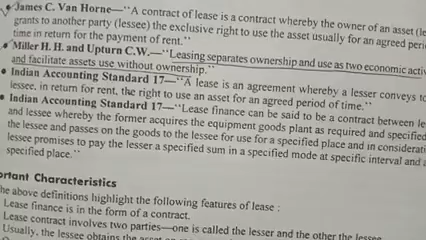 James C. Van Horne—"A contract of lease is a contract whereby the owner of an asset (le
grants to another party (lessee) the exclusive right to use the asset usually for an agreed peri
time in return for the payment of rent."
• Miller H. H. and Upturn C.W.—"Leasing separates ownership and use as two economic activ
and facilitate assets use without ownership."
• Indian Accounting Standard 17—"A lease is an agreement whereby a lesser conveys to
lessee, in return for rent, the right to use an asset for an agreed period of time."
• Indian Accounting Standard 17—"Lease finance can be said to be a contract between le
and lessee whereby the former acquires the equipment goods plant as required and specified
the lessee and passes on the goods to the lessee for use for a specified place and in considerati
lessee promises to pay the lesser a specified sum in a specified mode at specific interval and a
specified place."
ortant Characteristics
he above definitions highlight the following features of lease :
Lease finance is in the form of a contract.
Lease contract involves two parties—one is called the lesser and the other the lessee
Usually, the lessee obtains the